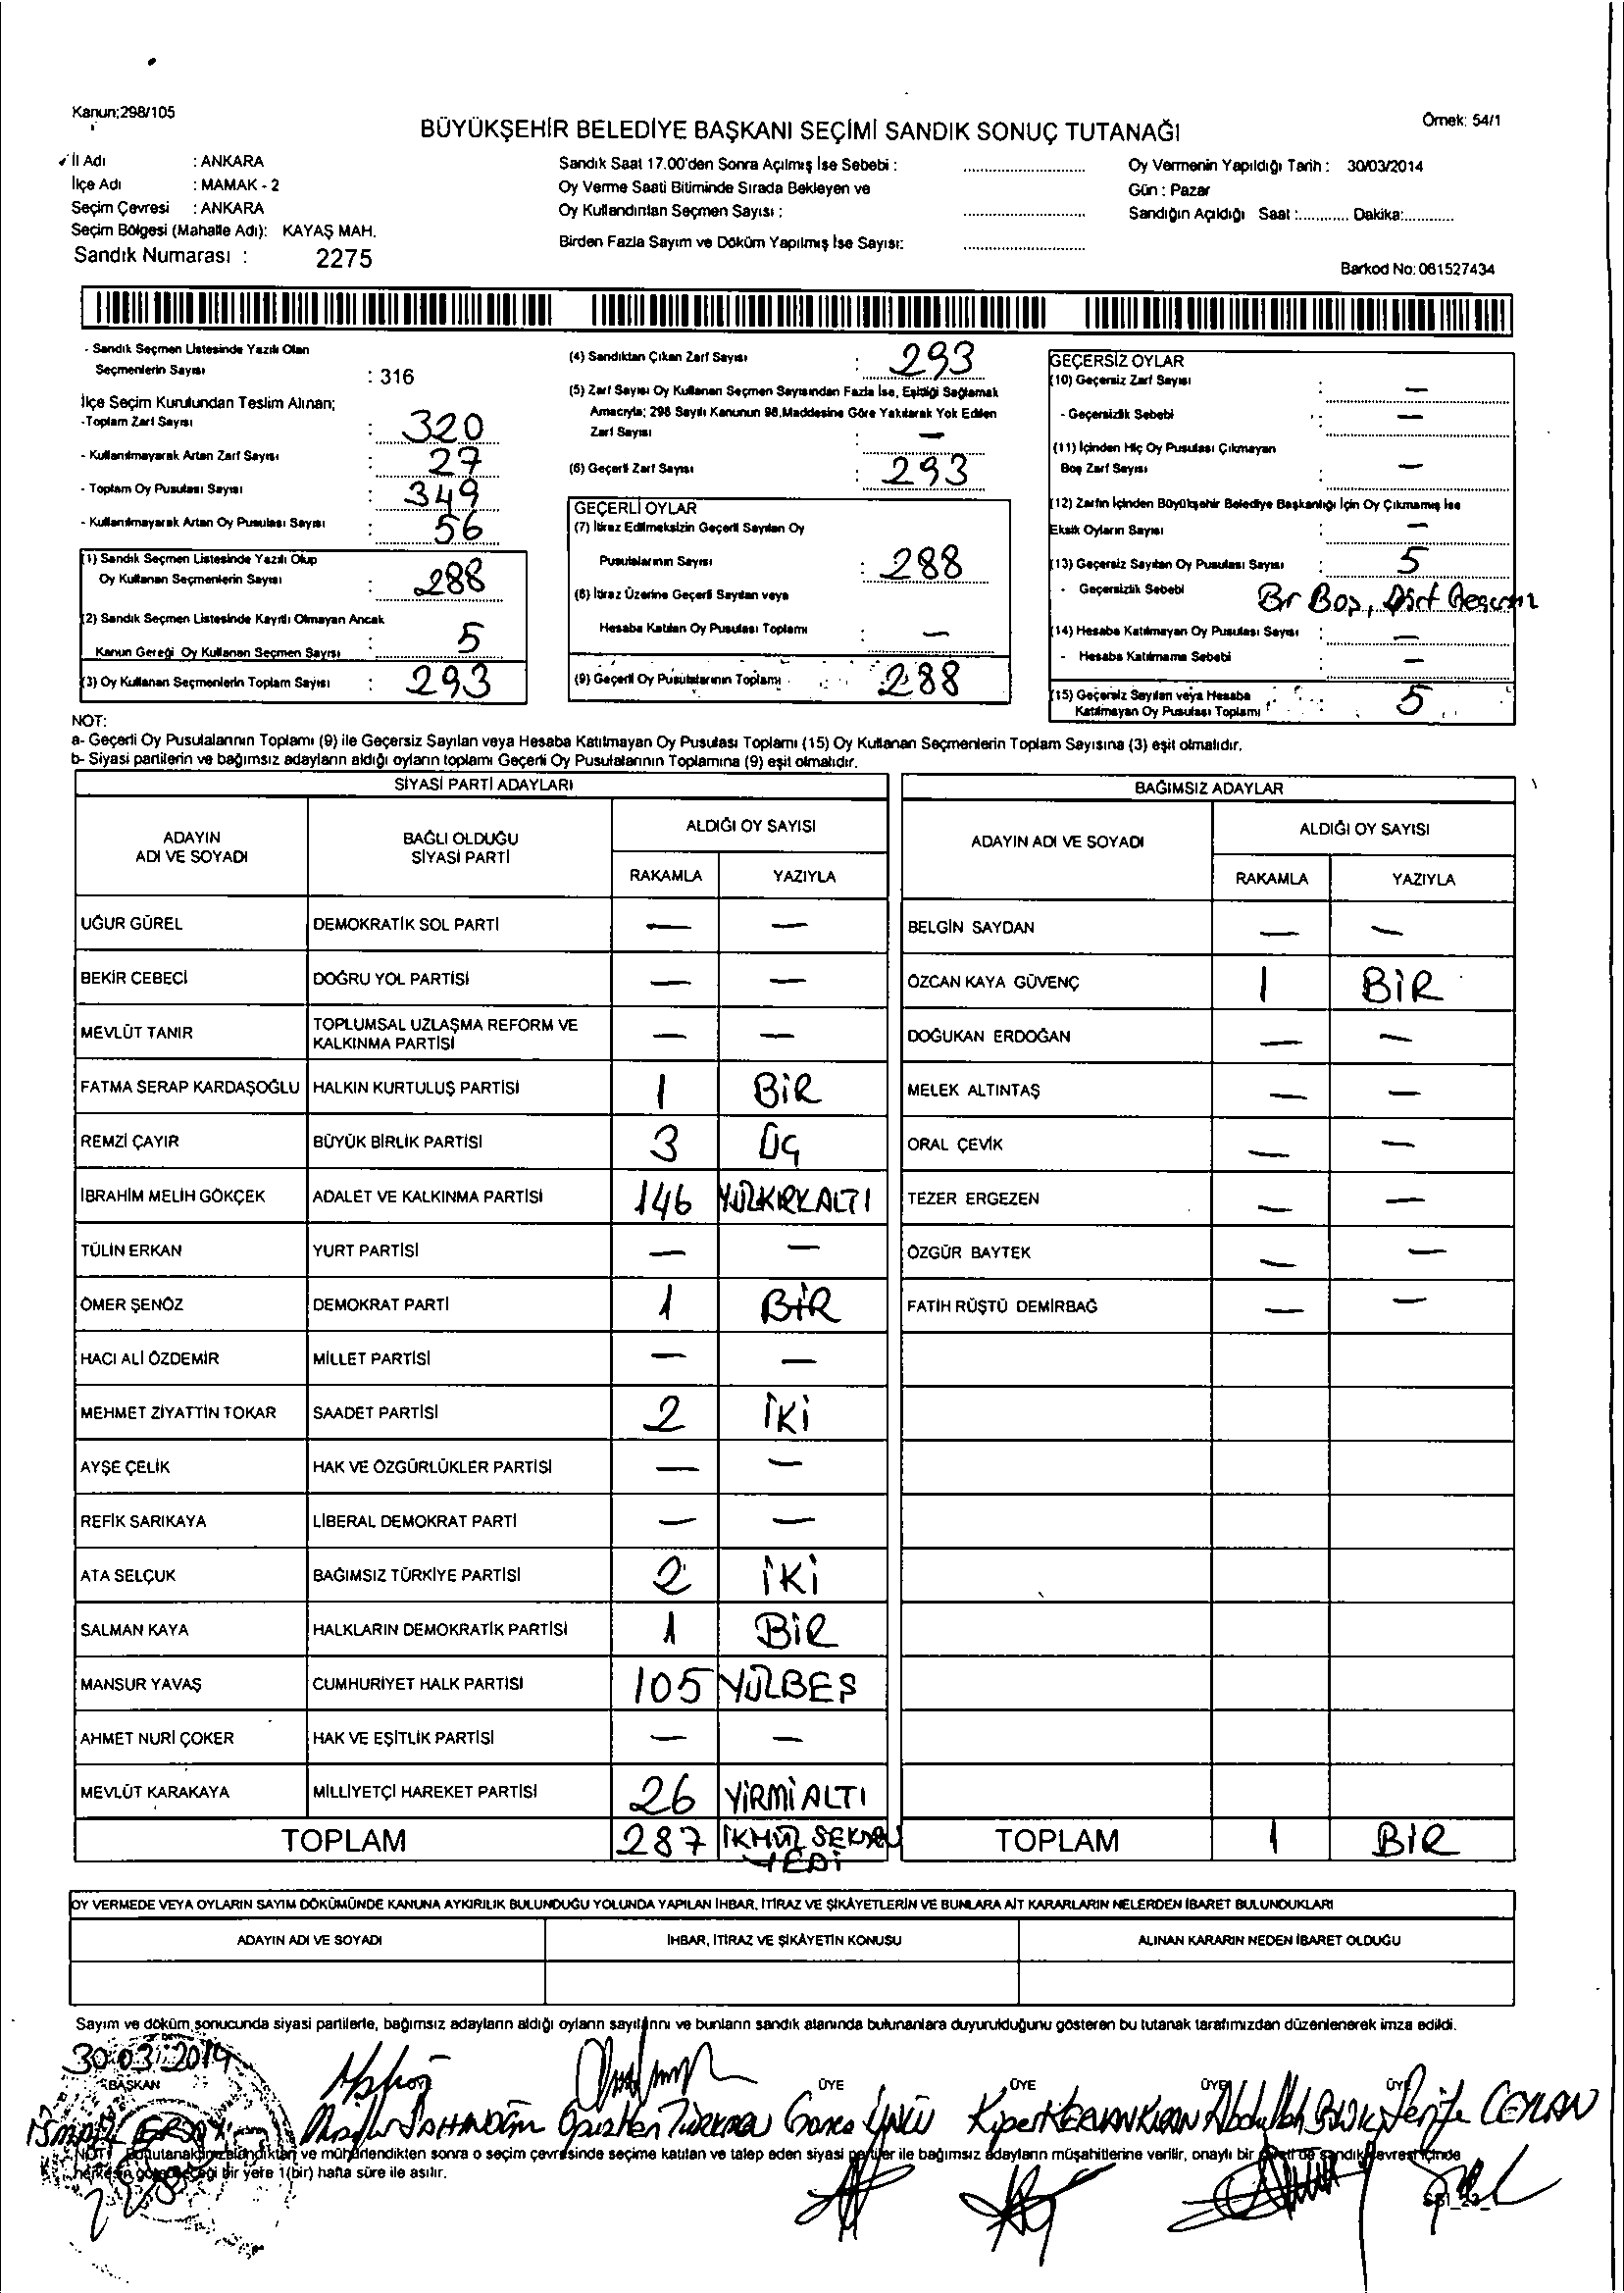 Kanun;298/105
BÜYÜKŞEHİR BELEDİYE BAŞKANI SEÇİMİ SANDIK SONUÇ TUTANAĞI
Örnek: 54/1
İl Adı : ANKARA
İlçe Adı : MAMAK - 2
Seçim Çevresi : ANKARA
Seçim Bölgesi (Mahalle Adı): KAYAŞ MAH.
Sandık Numarası : 2275
Sandık Saat 17.00'den Sonra Açılmış İse Sebebi :
Oy Verme Saati Bitiminde Sırada Bekleyen ve
Oy Kullandırılan Seçmen Sayısı :
Birden Fazla Sayım ve Döküm Yapılmış İse Sayısı:
Oy Vermenin Yapıldığı Tarih : 30/03/2014
Gün : Pazar
Sandığın Açıldığı Saat :............ Dakika:............
Barkod No: 061527434
- Sandık Seçmen Listesinde Yazılı Olan
Seçmenlerin Sayısı : 316
İlçe Seçim Kurulundan Teslim Alınan;
-Toplam Zarf Sayısı : 320
- Kullanılmayarak Artan Zarf Sayısı : 27
- Toplam Oy Pusulası Sayısı : 349
- Kullanılmayarak Artan Oy Pusulası Sayısı : 56
(1) Sandık Seçmen Listesinde Yazılı Olup
Oy Kullanan Seçmenlerin Sayısı : 288
(2) Sandık Seçmen Listesinde Kayıtlı Olmayan Ancak
Kanun Gereği Oy Kullanan Seçmen Sayısı : 5
(3) Oy Kullanan Seçmenlerin Toplam Sayısı : 293
(4) Sandıktan Çıkan Zarf Sayısı : 293
(5) Zarf Sayısı Oy Kullanan Seçmen Sayısından Fazla İse, Eşitliği Sağlamak
Amacıyla; 298 Sayılı Kanunun 98.Maddesine Göre Yakılarak Yok Edilen
Zarf Sayısı : —
(6) Geçerli Zarf Sayısı : 293
GEÇERLİ OYLAR
(7) İtiraz Edilmeksizin Geçerli Sayılan Oy
Pusulalarının Sayısı : 288
(8) İtiraz Üzerine Geçerli Sayılan veya
Hesaba Katılan Oy Pusulası Toplamı : —
(9) Geçerli Oy Pusulalarının Toplamı : 288
GEÇERSİZ OYLAR
(10) Geçersiz Zarf Sayısı : —
- Geçersizlik Sebebi : —
(11) İçinden Hiç Oy Pusulası Çıkmayan
Boş Zarf Sayısı : —
(12) Zarfın İçinden Büyükşehir Belediye Başkanlığı İçin Oy Çıkmamış İse
Eksik Oyların Sayısı : —
(13) Geçersiz Sayılan Oy Pusulası Sayısı : 5
- Geçersizlik Sebebi Bir Boş, Dört Geçersiz
(14) Hesaba Katılmayan Oy Pusulası Sayısı : —
- Hesaba Katılmama Sebebi : —
(15) Geçersiz Sayılan veya Hesaba
Katılmayan Oy Pusulası Toplamı : 5
NOT:
a- Geçerli Oy Pusulalarının Toplamı (9) ile Geçersiz Sayılan veya Hesaba Katılmayan Oy Pusulası Toplamı (15) Oy Kullanan Seçmenlerin Toplam Sayısına (3) eşit olmalıdır.
b- Siyasi partilerin ve bağımsız adayların aldığı oyların toplamı Geçerli Oy Pusulalarının Toplamına (9) eşit olmalıdır.
SİYASİ PARTİ ADAYLARI
ADAYIN ADI VE SOYADI BAĞLI OLDUĞU SİYASİ PARTİ ALDIĞI OY SAYISI
RAKAMLA YAZIYLA
UĞUR GÜREL DEMOKRATİK SOL PARTİ — —
BEKİR CEBECİ DOĞRU YOL PARTİSİ — —
MEVLÜT TANIR TOPLUMSAL UZLAŞMA REFORM VE KALKINMA PARTİSİ — —
FATMA SERAP KARDAŞOĞLU HALKIN KURTULUŞ PARTİSİ 1 BİR
REMZİ ÇAYIR BÜYÜK BİRLİK PARTİSİ 3 ÜÇ
İBRAHİM MELİH GÖKÇEK ADALET VE KALKINMA PARTİSİ 146 YÜZKIRKALTI
TÜLİN ERKAN YURT PARTİSİ — —
ÖMER ŞENÖZ DEMOKRAT PARTİ 1 BİR
HACI ALİ ÖZDEMİR MİLLET PARTİSİ — —
MEHMET ZİYATTİN TOKAR SAADET PARTİSİ 2 İKİ
AYŞE ÇELİK HAK VE ÖZGÜRLÜKLER PARTİSİ — —
REFİK SARIKAYA LİBERAL DEMOKRAT PARTİ — —
ATA SELÇUK BAĞIMSIZ TÜRKİYE PARTİSİ 2 İKİ
SALMAN KAYA HALKLARIN DEMOKRATİK PARTİSİ 1 BİR
MANSUR YAVAŞ CUMHURİYET HALK PARTİSİ 105 YÜZBEŞ
AHMET NURİ ÇOKER HAK VE EŞİTLİK PARTİSİ — —
MEVLÜT KARAKAYA MİLLİYETÇİ HAREKET PARTİSİ 26 YİRMİALTI
TOPLAM 287 İKİYÜZ SEKSEN
YEDİ
BAĞIMSIZ ADAYLAR
ADAYIN ADI VE SOYADI ALDIĞI OY SAYISI
RAKAMLA YAZIYLA
BELGİN SAYDAN — —
ÖZCAN KAYA GÜVENÇ 1 BİR
DOĞUKAN ERDOĞAN — —
MELEK ALTINTAŞ — —
ORAL ÇEVİK — —
TEZER ERGEZEN — —
ÖZGÜR BAYTEK — —
FATİH RÜŞTÜ DEMİRBAĞ — —
TOPLAM 1 BİR
OY VERMEDE VEYA OYLARIN SAYIM DÖKÜMÜNDE KANUNA AYKIRILIK BULUNDUĞU YOLUNDA YAPILAN İHBAR, İTİRAZ VE ŞİKÂYETLERİN VE BUNLARA AİT KARARLARIN NELERDEN İBARET BULUNDUKLARI
ADAYIN ADI VE SOYADI İHBAR, İTİRAZ VE ŞİKÂYETİN KONUSU ALINAN KARARIN NEDEN İBARET OLDUĞU
Sayım ve döküm sonucunda siyasi partilerle, bağımsız adayların aldığı oyların sayılarını ve bunların sandık alanında bulunanlara duyurulduğunu gösteren bu tutanak tarafımızdan düzenlenerek imza edildi.
30.03.2014
BAŞKAN ÜYE ÜYE ÜYE ÜYE
Abdullah Şerife CEYLAN
NOT: Bu tutanak imzalandıktan ve mühürlendikten sonra o seçim çevresinde seçime katılan ve talep eden siyasi partiler ile bağımsız adayların müşahitlerine verilir, onaylı bir sureti de sandık çevresi içinde
herkesin göreceği bir yere 1(bir) hafta süre ile asılır.